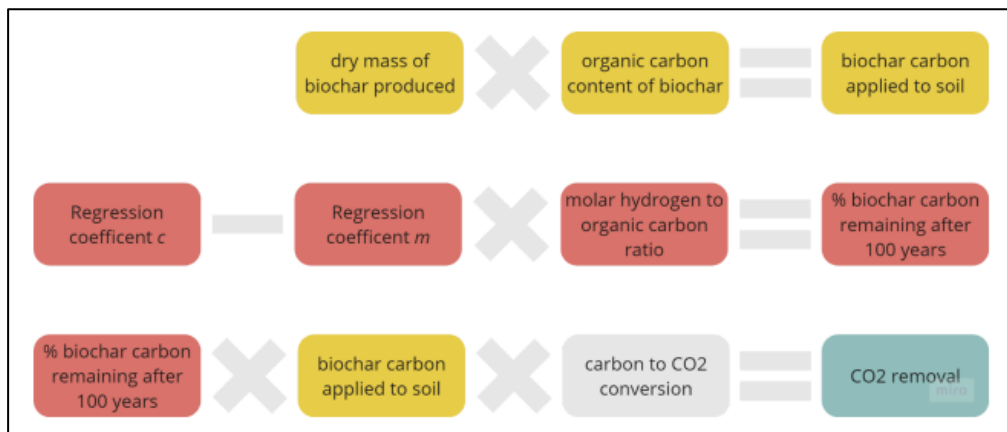 dry mass of
biochar produced
organic carbon
content of biochar
biochar carbon
applied to soil
Regression
coefficent c
Regression
coefficent m
molar hydrogen to
organic carbon
ratio
% biochar carbon
remaining after
100 years
% biochar carbon
remaining after
100 years
biochar carbon
applied to soil
carbon to CO2
conversion
CO2 removal
miro